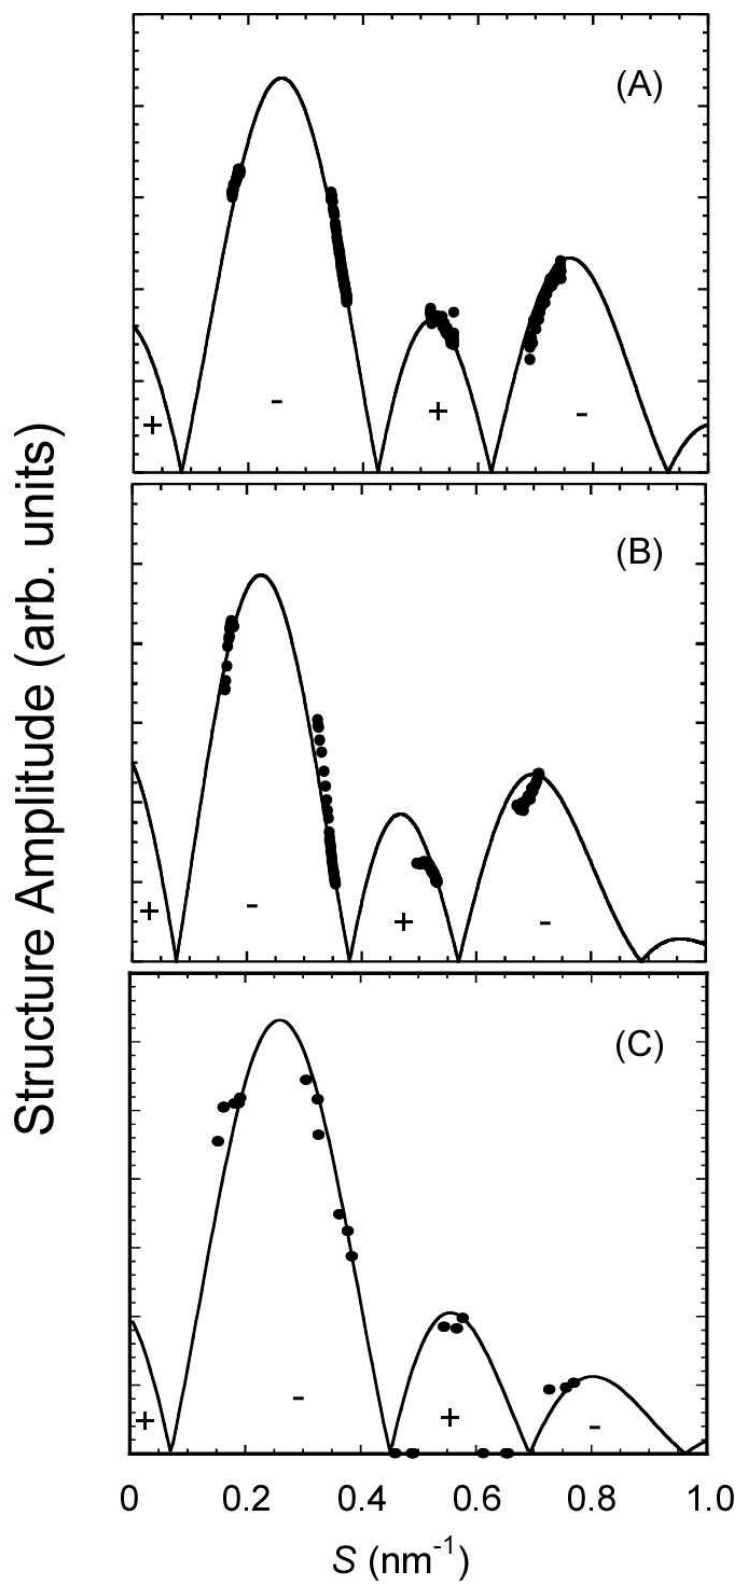 Structure Amplitude (arb. units)
(A)
+ - + -
(B)
+ - + -
(C)
+ - + -
0 0.2 0.4 0.6 0.8 1.0
S (nm⁻¹)